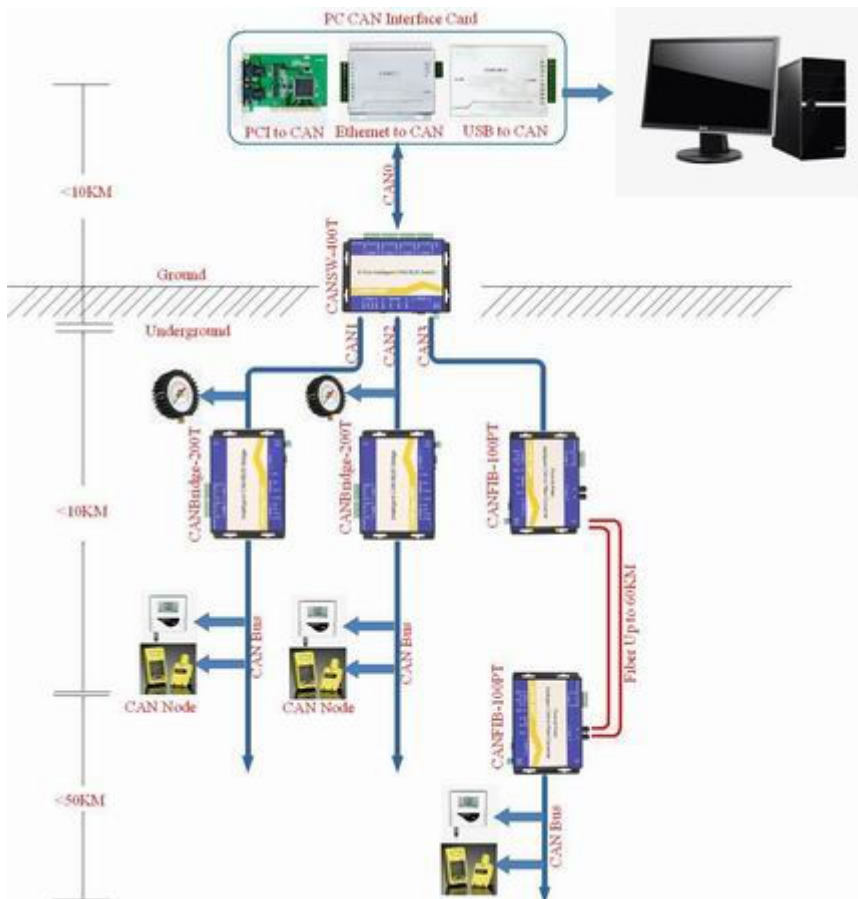 PC CAN Interface Card
PCI to CAN
Ethernet to CAN
USB to CAN
<10KM
CAN0
CANSW-400T
Ground
Underground
CAN1
CAN2
CAN3
CANBridge-200T
CANBridge-200T
CANFIB-100PT
<10KM
Fiber Up to 60KM
CAN Bus
CAN Bus
CAN Node
CAN Node
CANFIB-100PT
<50KM
CAN Bus